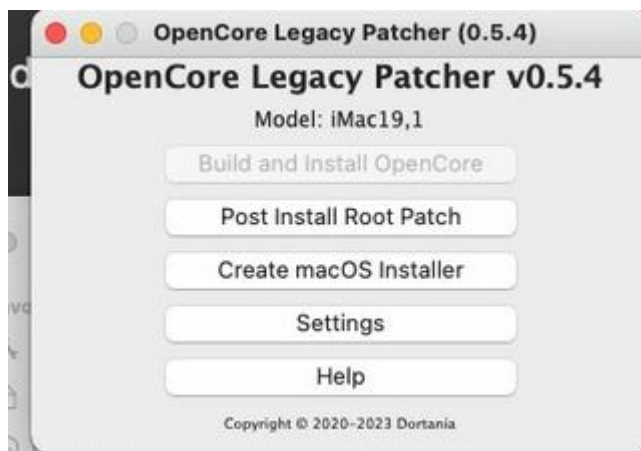 OpenCore Legacy Patcher (0.5.4)
OpenCore Legacy Patcher v0.5.4
Model: iMac19,1
Build and Install OpenCore
Post Install Root Patch
Create macOS Installer
Settings
Help
Copyright © 2020-2023 Dortania